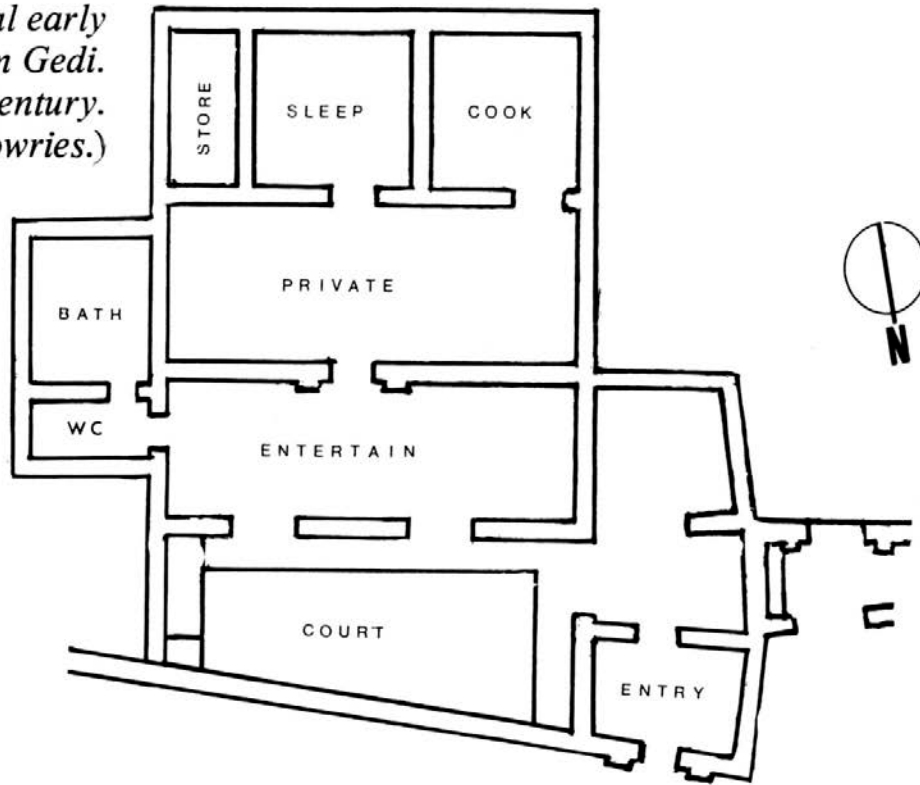 al early
n Gedi.
entury.
owries.)
STORE
SLEEP
COOK
PRIVATE
BATH
N
WC
ENTERTAIN
COURT
ENTRY